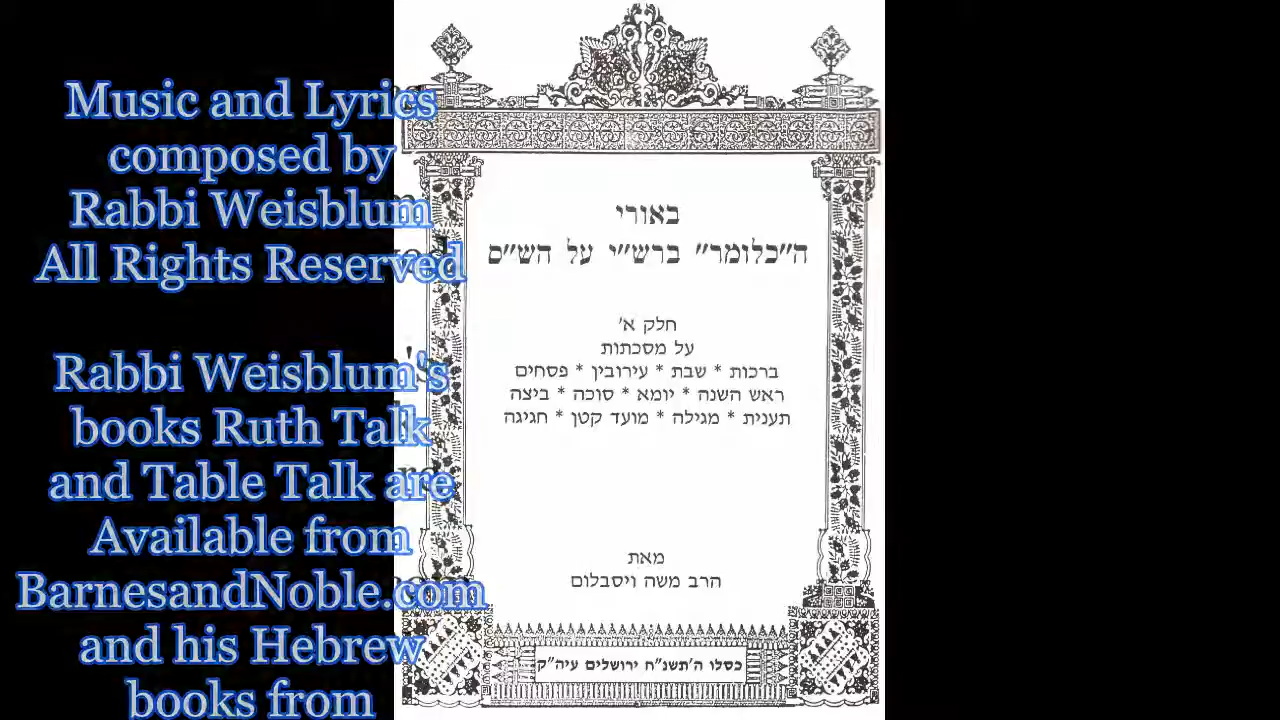 Music and Lyrics
composed by
Rabbi Weisblum
All Rights Reserved
Rabbi Weisblum's
books Ruth Talk
and Table Talk are
Available from
BarnesandNoble.com
and his Hebrew
books from
באורי
ה"כלומר" ברש"י על הש"ס
חלק א'
על מסכתות
ברכות * שבת * עירובין * פסחים
ראש השנה * יומא * סוכה * ביצה
תענית * מגילה * מועד קטן * חגיגה
מאת
הרב משה ויסבלום
כסלו ה'תשנ"ח ירושלים עיה"ק